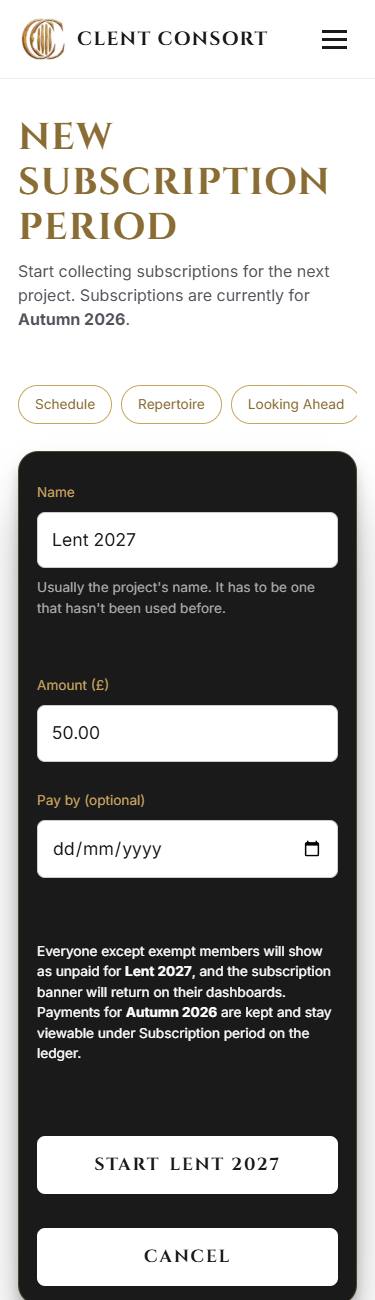 CLENT CONSORT
NEW
SUBSCRIPTION
PERIOD
Start collecting subscriptions for the next
project. Subscriptions are currently for
Autumn 2026.
Schedule
Repertoire
Looking Ahead
Name
Lent 2027
Usually the project's name. It has to be one
that hasn't been used before.
Amount (£)
50.00
Pay by (optional)
dd/mm/yyyy
Everyone except exempt members will show
as unpaid for Lent 2027, and the subscription
banner will return on their dashboards.
Payments for Autumn 2026 are kept and stay
viewable under Subscription period on the
ledger.
START LENT 2027
CANCEL